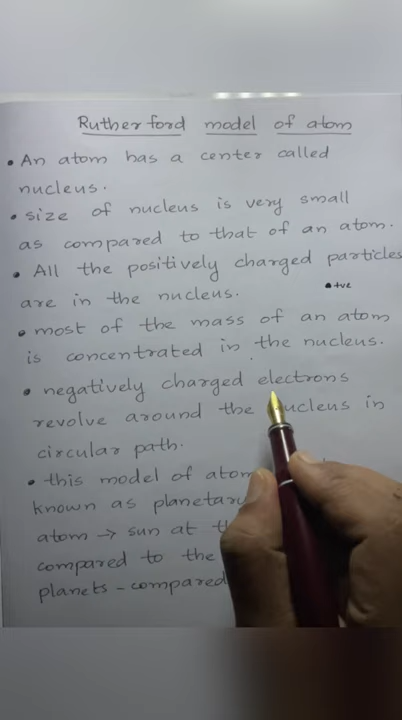 Rutherford model of atom
• An atom has a center called
nucleus.
• size of nucleus is very small
as compared to that of an atom.
• All the positively charged particles
are in the nucleus. •+ve
• most of the mass of an atom
is concentrated in the nucleus.
• negatively charged electrons
revolve around the nucleus in
circular path.
• this model of atom
known as planetary
atom → sun at
compared to the
planets - compared